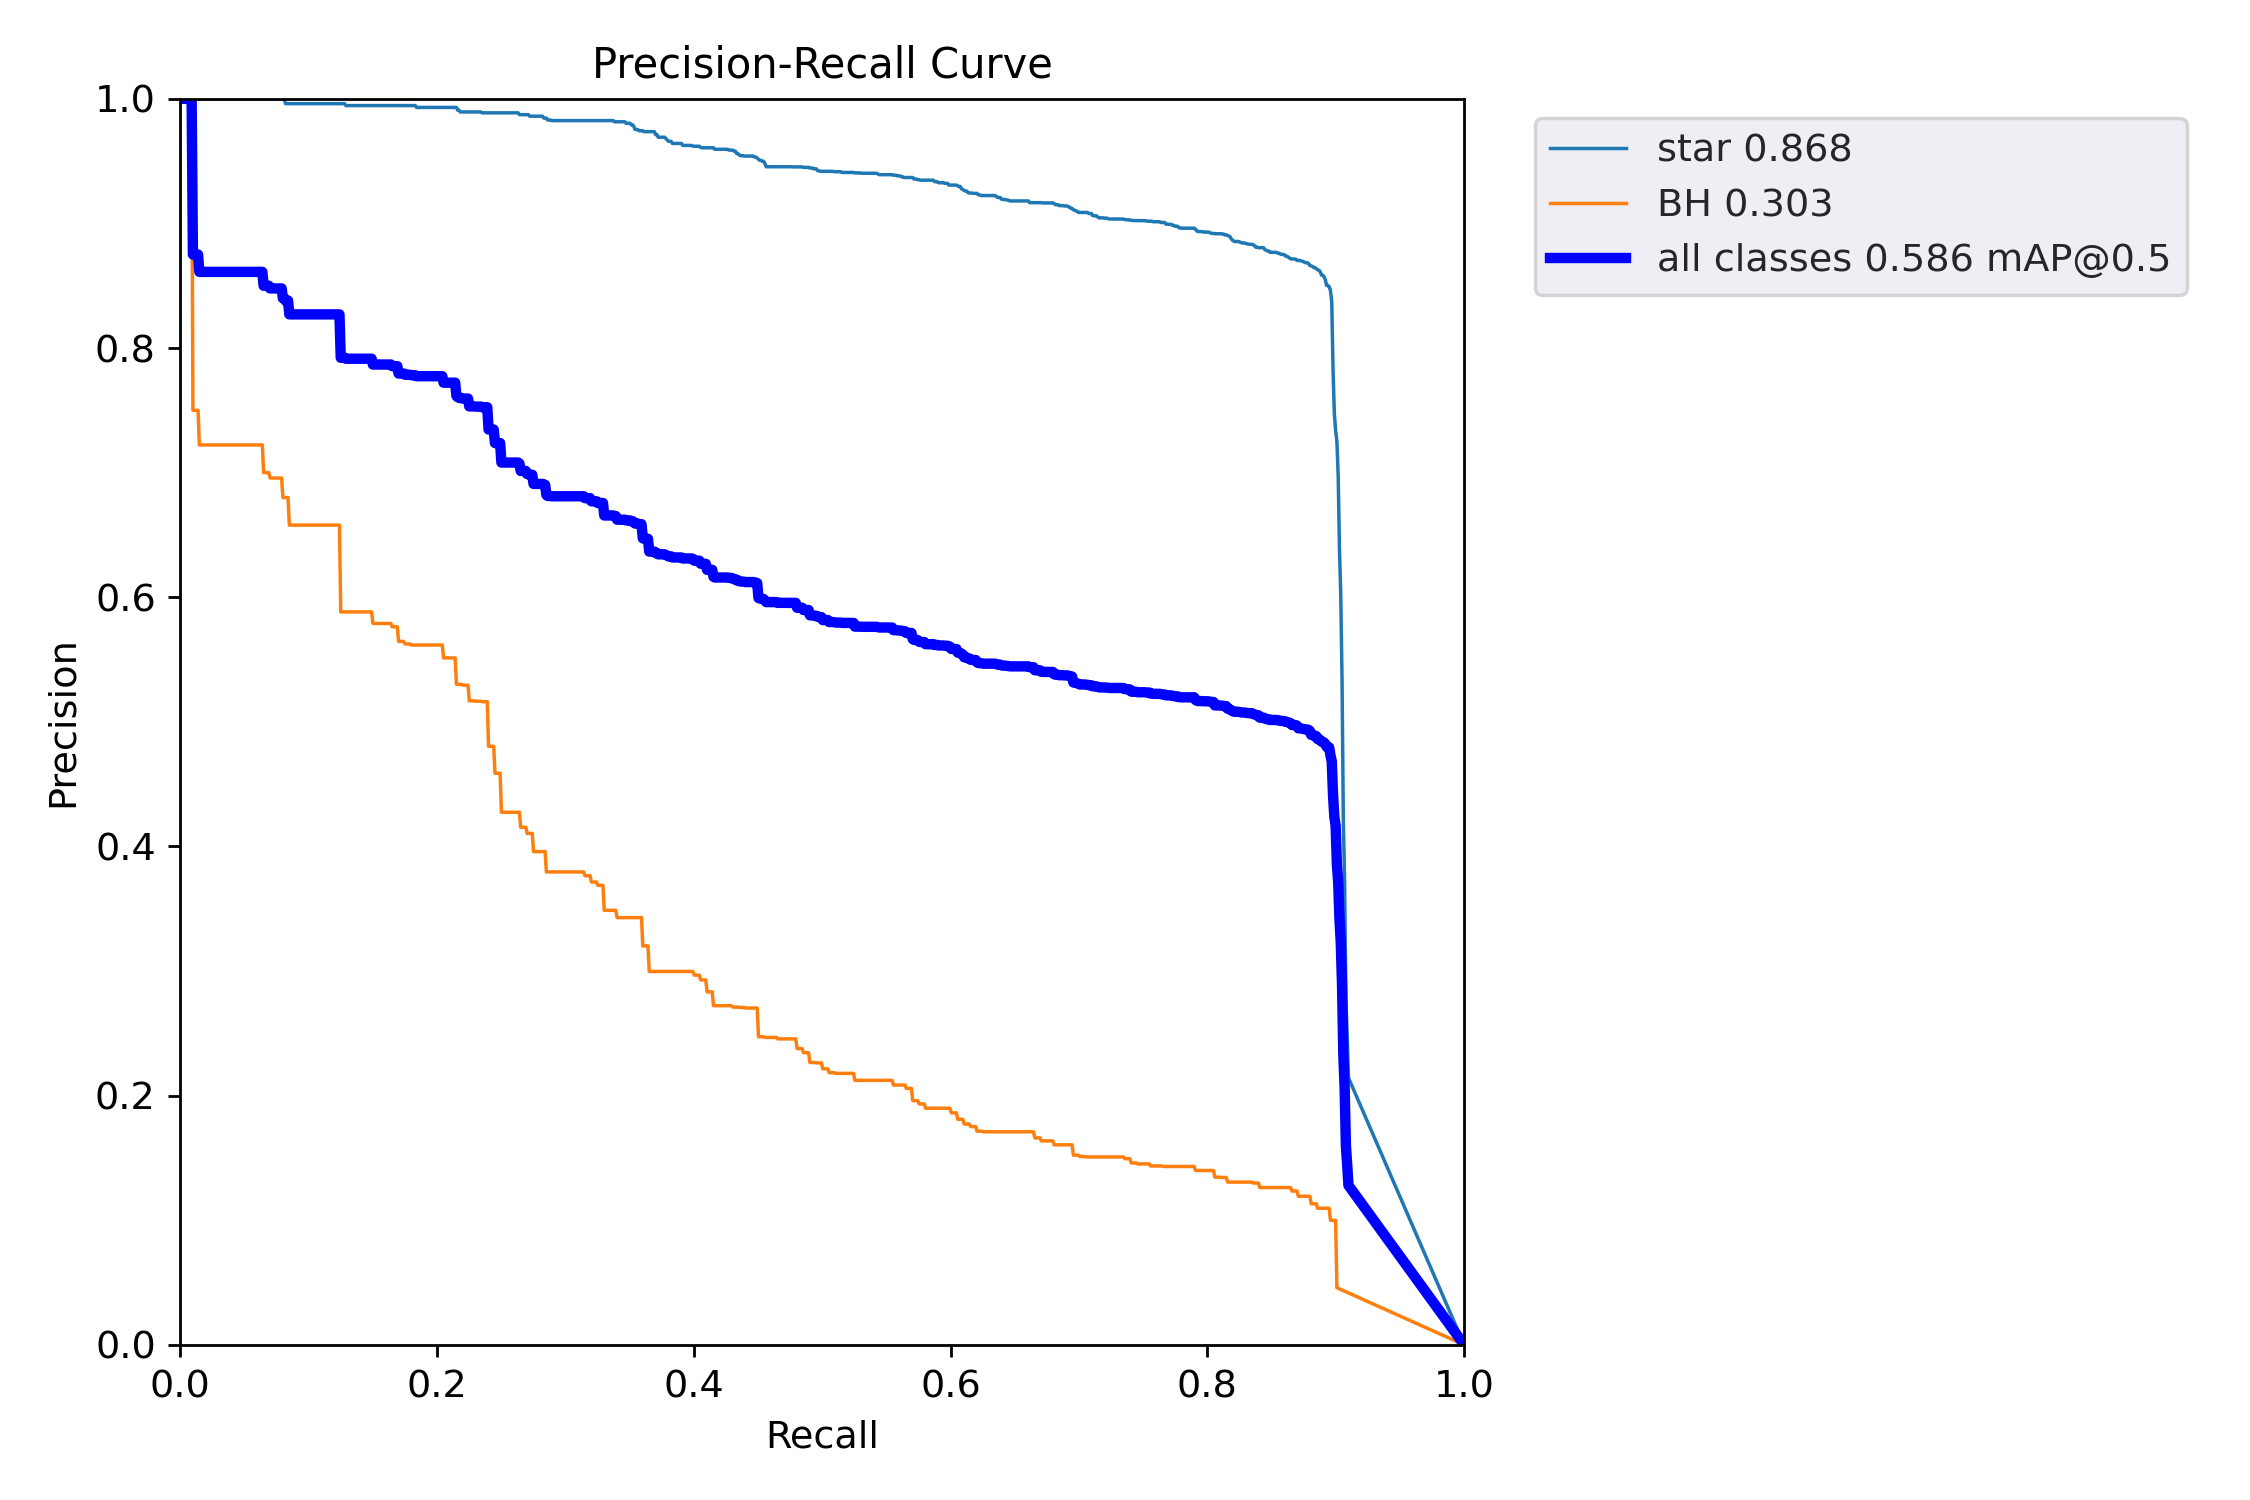 Precision-Recall Curve
1.0
0.8
0.6
0.4
0.2
0.0
Precision
0.0 0.2 0.4 0.6 0.8 1.0
Recall
star 0.868
BH 0.303
all classes 0.586 mAP@0.5